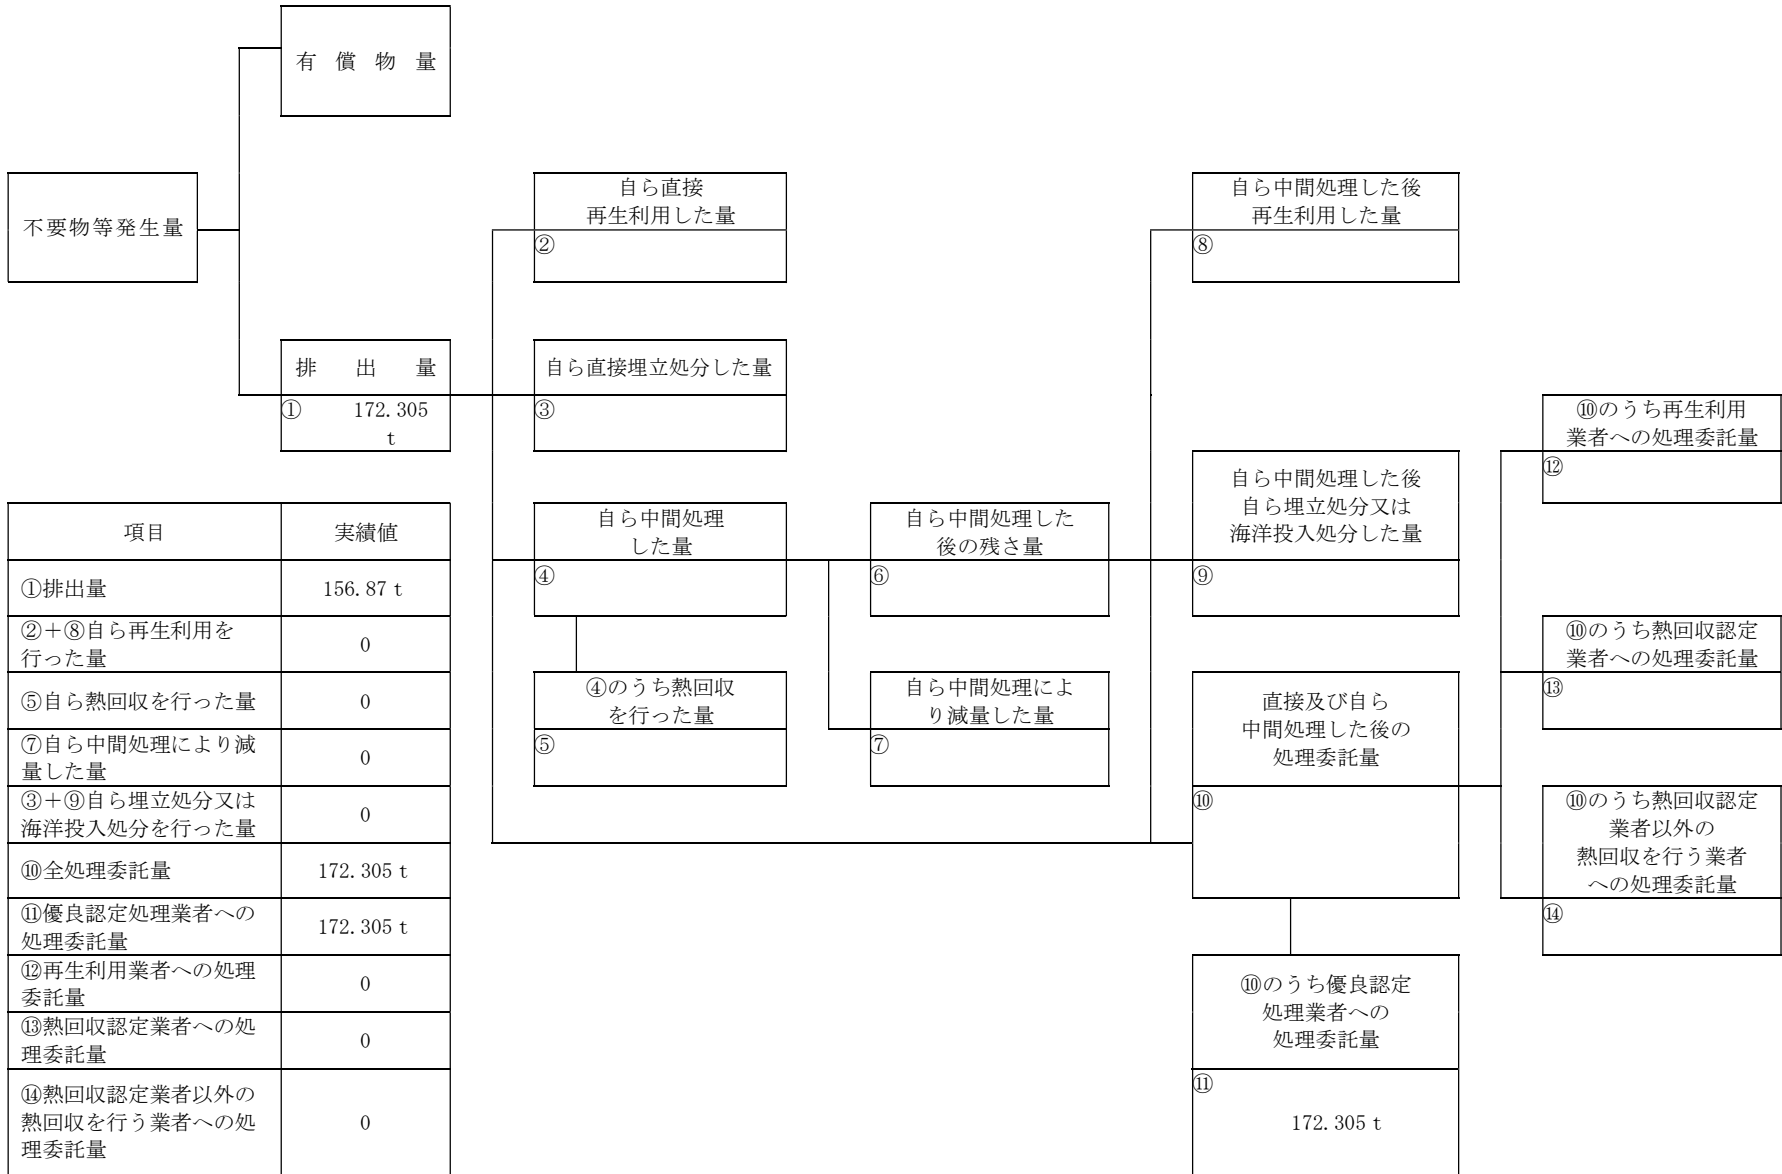 有償物量
不要物等発生量
自ら直接
再生利用した量
②
自ら中間処理した後
再生利用した量
⑧
排出量
① 172.305
t
自ら直接埋立処分した量
③
⑩のうち再生利用
業者への処理委託量
⑫
自ら中間処理
した量
④
自ら中間処理した
後の残さ量
⑥
自ら中間処理した後
自ら埋立処分又は
海洋投入処分した量
⑨
⑩のうち熱回収認定
業者への処理委託量
⑬
④のうち熱回収
を行った量
⑤
自ら中間処理によ
り減量した量
⑦
直接及び自ら
中間処理した後の
処理委託量
⑩
⑩のうち熱回収認定
業者以外の
熱回収を行う業者
への処理委託量
⑭
⑩のうち優良認定
処理業者への
処理委託量
⑪
172.305 t
項目 実績値
①排出量 156.87 t
②＋⑧自ら再生利用を
行った量 0
⑤自ら熱回収を行った量 0
⑦自ら中間処理により減
量した量 0
③＋⑨自ら埋立処分又は
海洋投入処分を行った量 0
⑩全処理委託量 172.305 t
⑪優良認定処理業者への
処理委託量 172.305 t
⑫再生利用業者への処理
委託量 0
⑬熱回収認定業者への処
理委託量 0
⑭熱回収認定業者以外の
熱回収を行う業者への処
理委託量 0